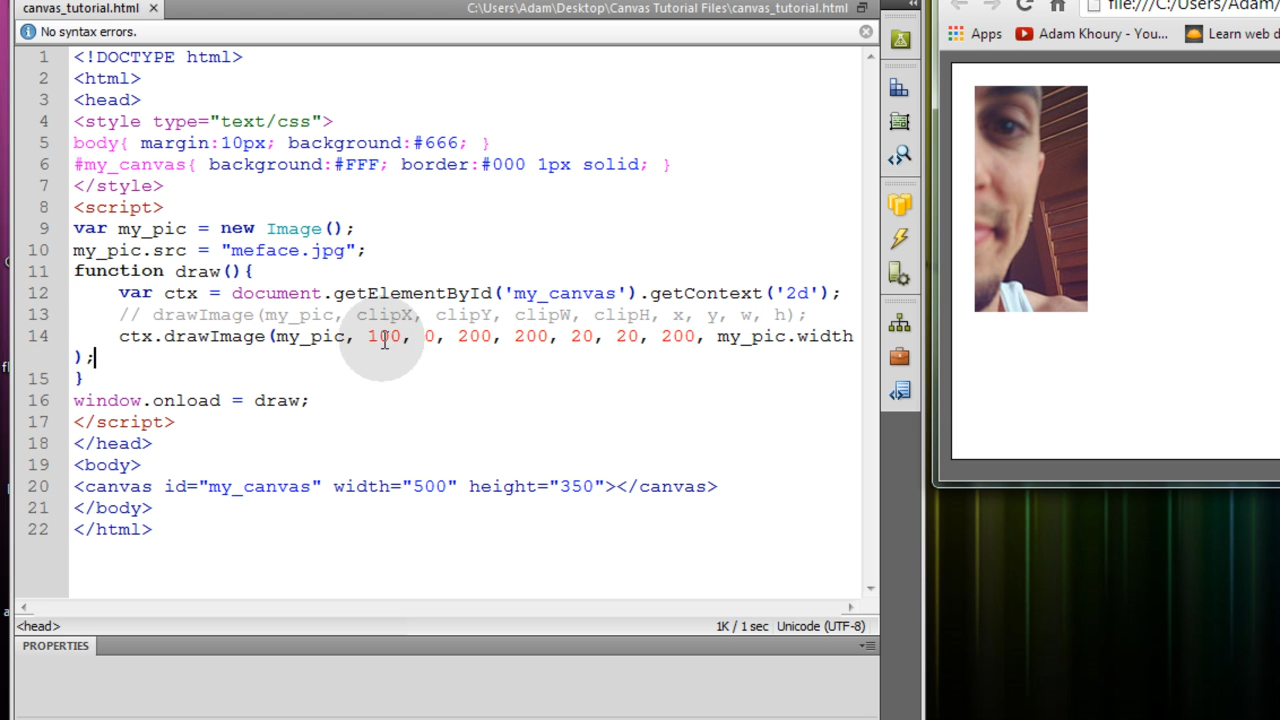 canvas_tutorial.html
C:\Users\Adam\Desktop\Canvas Tutorial Files\canvas_tutorial.html
No syntax errors.
1 <!DOCTYPE html>
2 <html>
3 <head>
4 <style type="text/css">
5 body{ margin:10px; background:#666; }
6 #my_canvas{ background:#FFF; border:#000 1px solid; }
7 </style>
8 <script>
9 var my_pic = new Image();
10 my_pic.src = "meface.jpg";
11 function draw(){
12 var ctx = document.getElementById('my_canvas').getContext('2d');
13 // drawImage(my_pic, clipX, clipY, clipW, clipH, x, y, w, h);
14 ctx.drawImage(my_pic, 100, 0, 200, 200, 20, 20, 200, my_pic.width
);
15 }
16 window.onload = draw;
17 </script>
18 </head>
19 <body>
20 <canvas id="my_canvas" width="500" height="350"></canvas>
21 </body>
22 </html>
<head>
1K / 1 sec Unicode (UTF-8)
PROPERTIES
file:///C:/Users/Adam/
Apps Adam Khoury - You... Learn web d